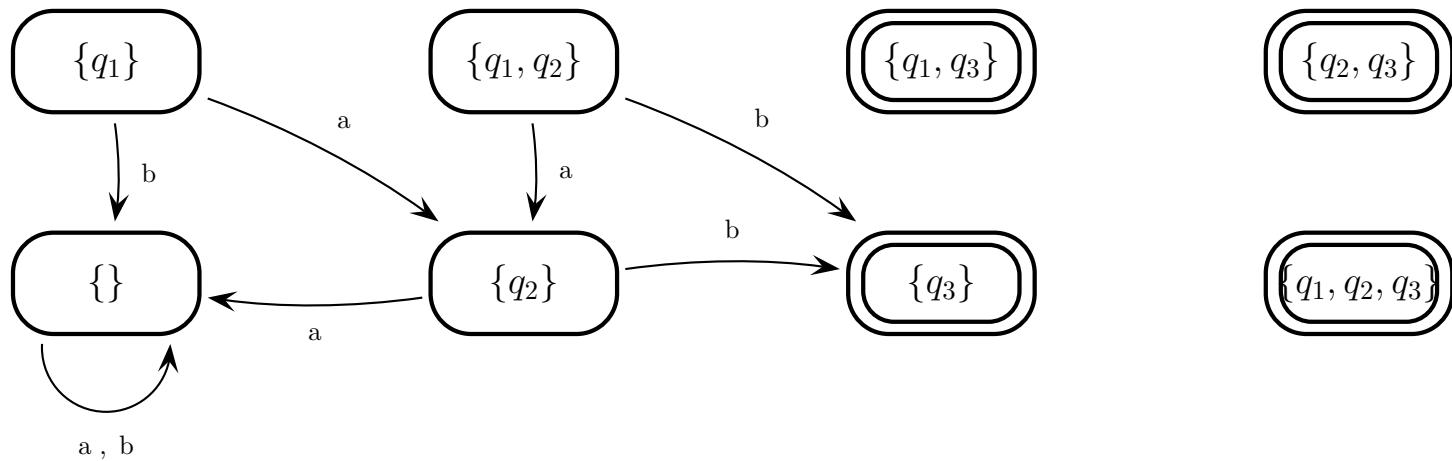 {q₁}
{q₁, q₂}
{q₁, q₃}
{q₂, q₃}
a
b
b
a
b
{}
{q₂}
{q₃}
{q₁, q₂, q₃}
a
a , b